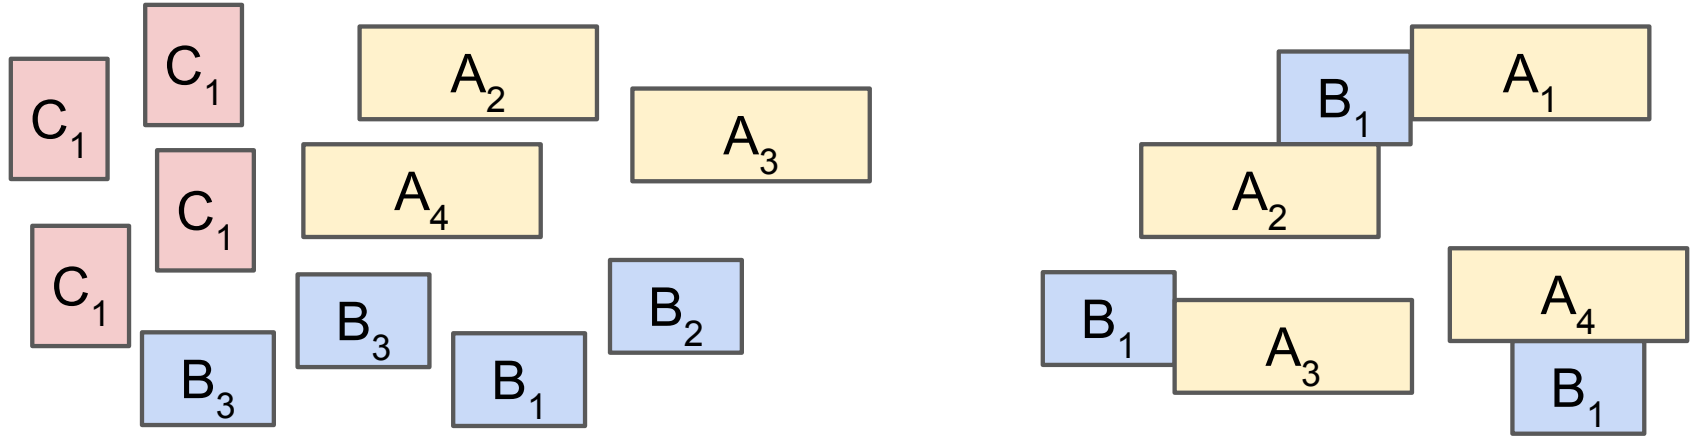 C₁
C₁
C₁
C₁
A₂
A₃
A₄
B₃
B₃
B₁
B₂
B₁
A₁
A₂
B₁
A₃
A₄
B₁